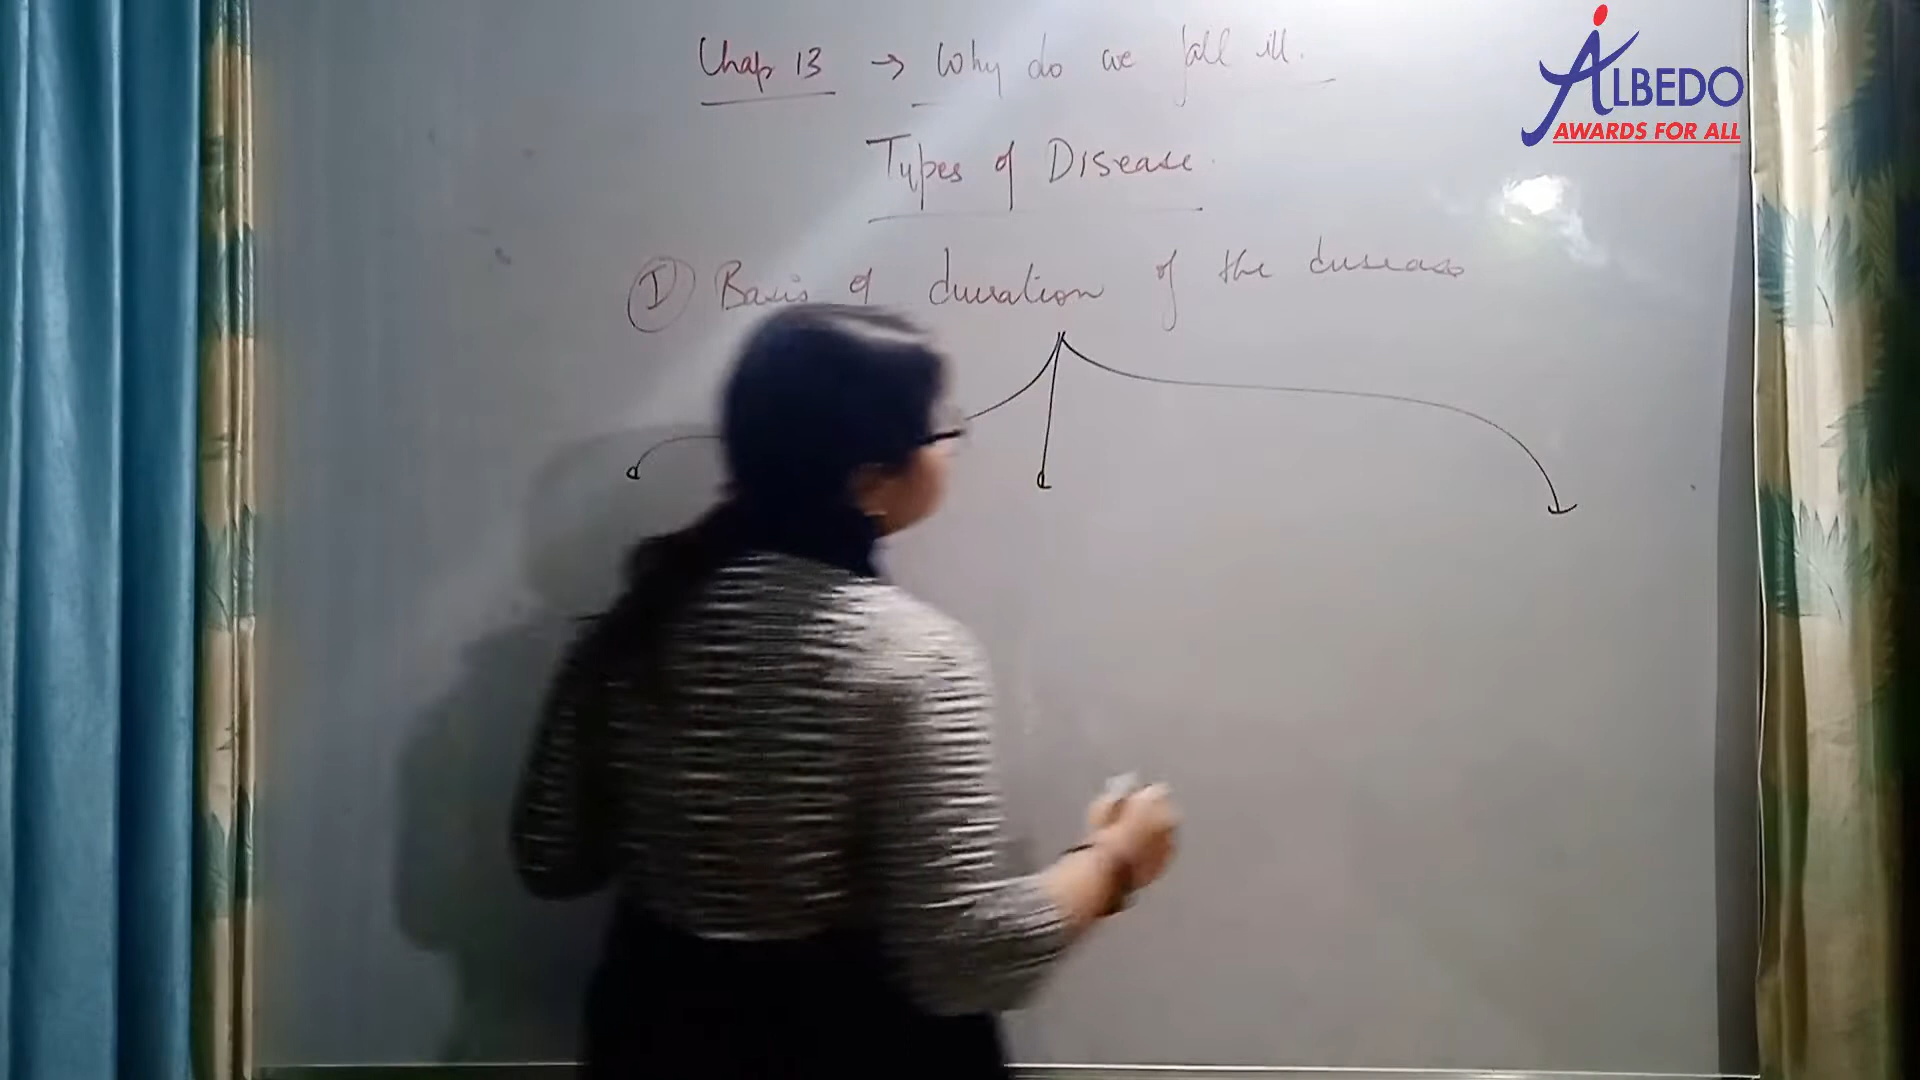 Chap 13 → Why do we fall ill.
Types of Disease
I Basis of duration of the disease
ALBEDO
AWARDS FOR ALL